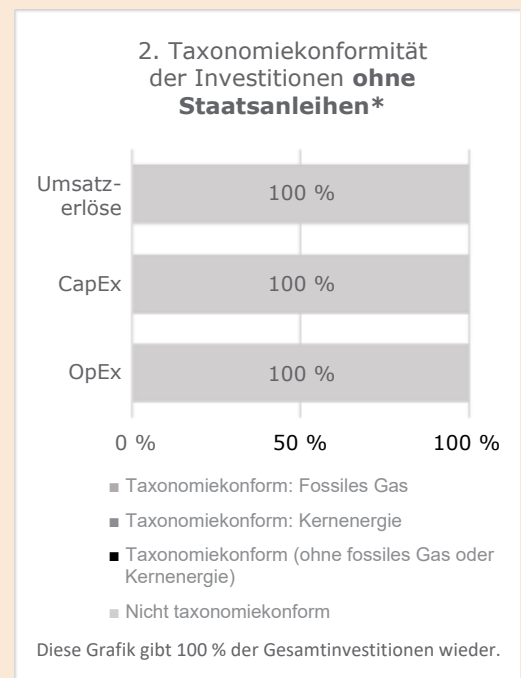 2. Taxonomiekonformität
der Investitionen ohne
Staatsanleihen*
Umsatz-
erlöse
100 %
CapEx
100 %
OpEx
100 %
0 %
50 %
100 %
Taxonomiekonform: Fossiles Gas
Taxonomiekonform: Kernenergie
Taxonomiekonform (ohne fossiles Gas oder
Kernenergie)
Nicht taxonomiekonform
Diese Grafik gibt 100 % der Gesamtinvestitionen wieder.